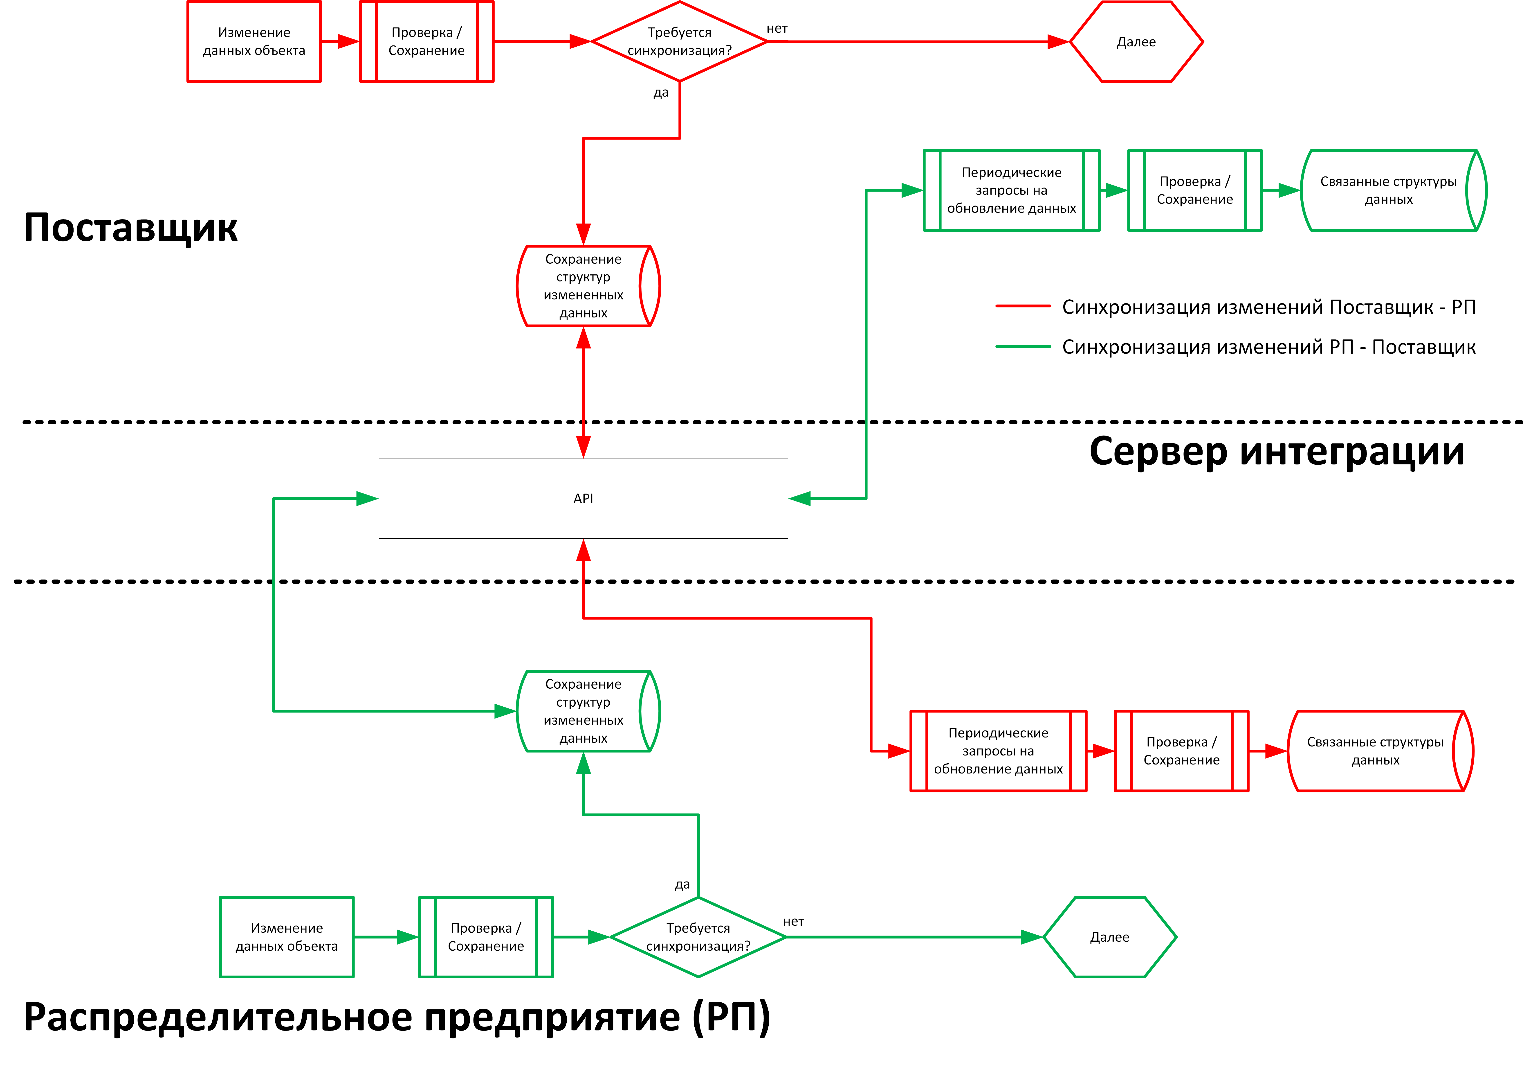 Изменение
данных объекта
Проверка /
Сохранение
Требуется
синхронизация?
нет
да
Далее
Периодические
запросы на
обновление данных
Проверка /
Сохранение
Связанные структуры
данных
Поставщик
Сохранение
структур
измененных
данных
Синхронизация изменений Поставщик - РП
Синхронизация изменений РП - Поставщик
Сервер интеграции
API
Сохранение
структур
измененных
данных
Периодические
запросы на
обновление данных
Проверка /
Сохранение
Связанные структуры
данных
да
нет
Изменение
данных объекта
Проверка /
Сохранение
Требуется
синхронизация?
Далее
Распределительное предприятие (РП)